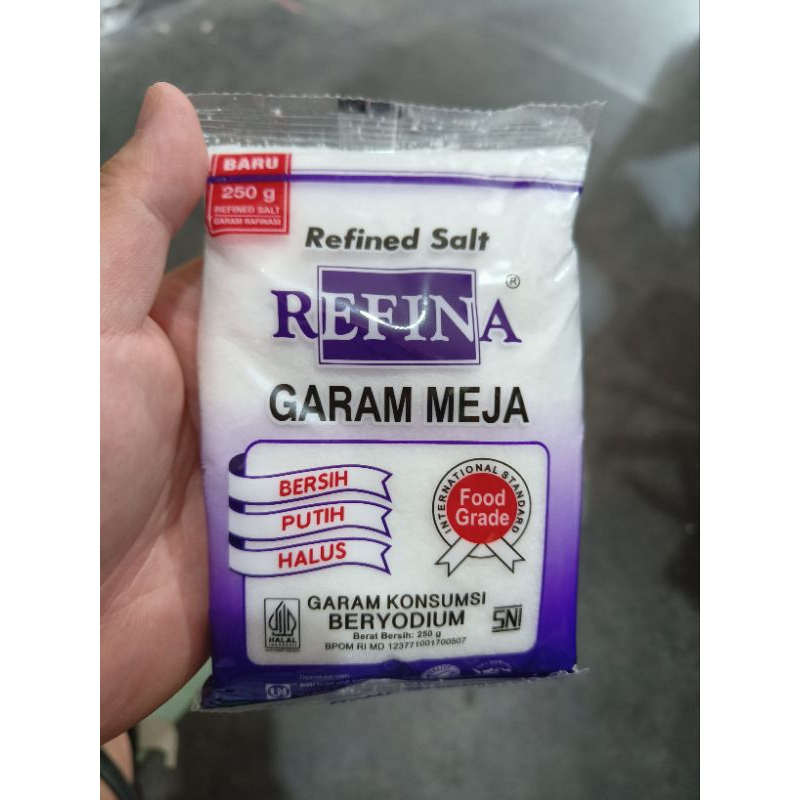 BARU
250 g
REFINED SALT
GARAM RAFINASI
Refined Salt
REFINA®
GARAM MEJA
BERSIH
PUTIH
HALUS
INTERNATIONAL STANDARD
Food
Grade
HALAL
INDONESIA
GARAM KONSUMSI
BERYODIUM
Berat Bersih: 250 g
BPOM RI MD 123771001700507
SNI